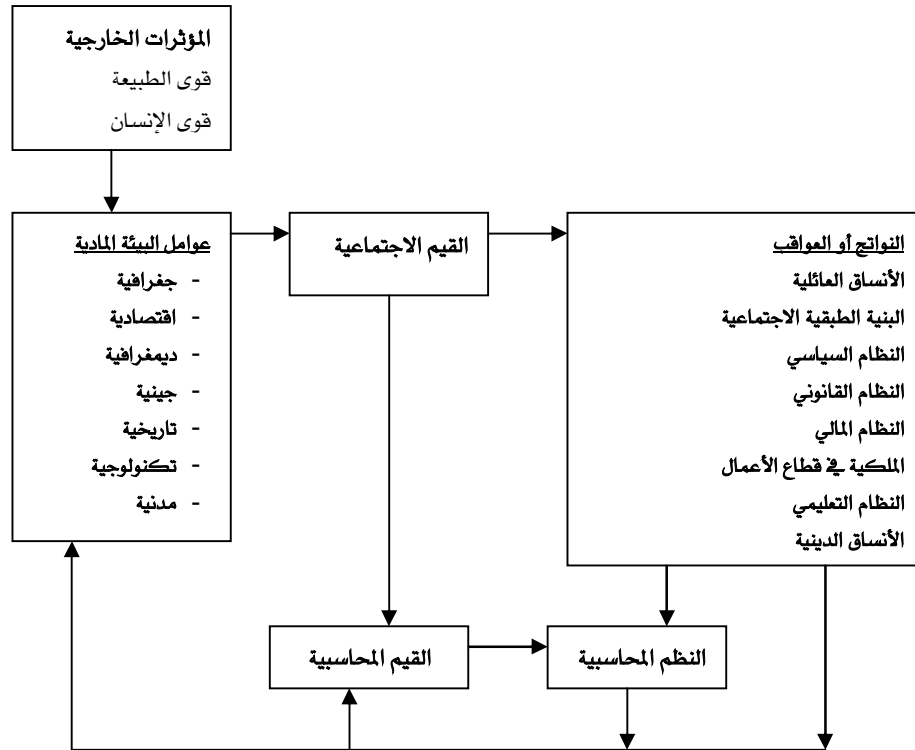 المؤثرات الخارجية
قوى الطبيعة
قوى الإنسان
عوامل البيئة المادية
- جغرافية
- اقتصادية
- ديمغرافية
- جينية
- تاريخية
- تكنولوجية
- مدنية
القيم الاجتماعية
النواتج أو العواقب
الأنساق العائلية
البنية الطبقية الاجتماعية
النظام السياسي
النظام القانوني
النظام المالي
الملكية في قطاع الأعمال
النظام التعليمي
الأنساق الدينية
القيم المحاسبية
النظم المحاسبية